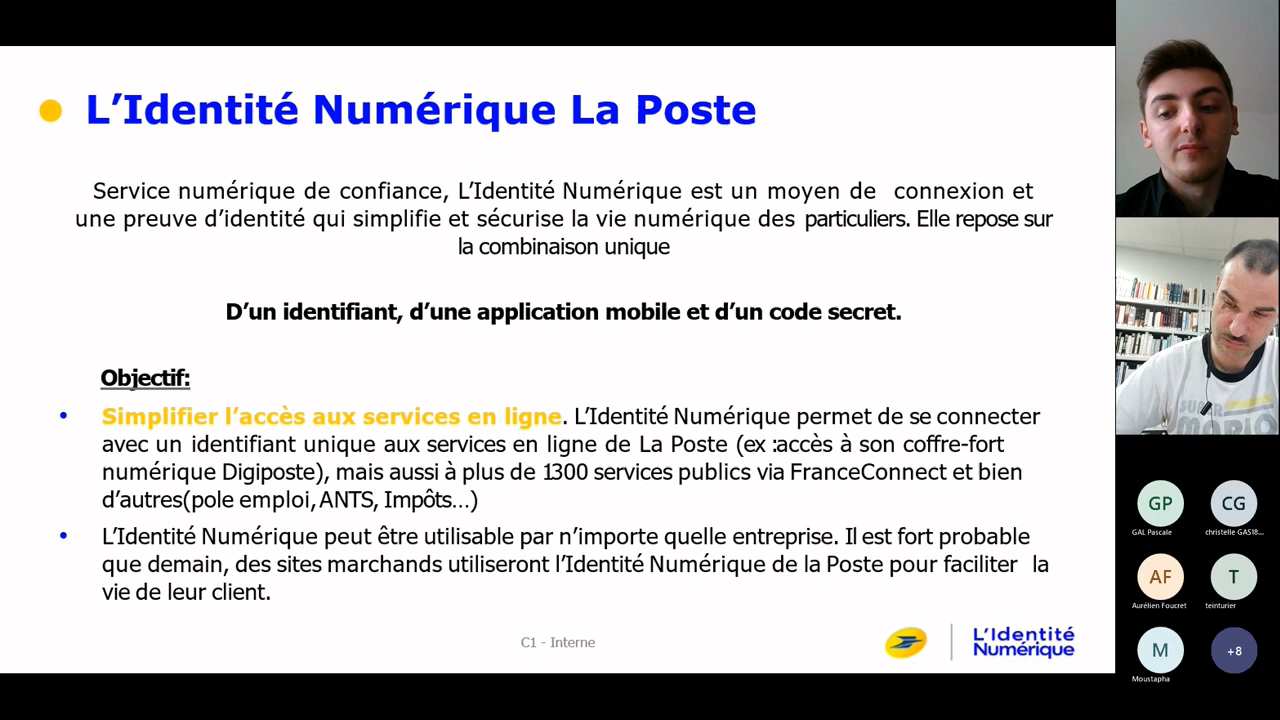 L’Identité Numérique La Poste
Service numérique de confiance, L’Identité Numérique est un moyen de connexion et
une preuve d’identité qui simplifie et sécurise la vie numérique des particuliers. Elle repose sur
la combinaison unique
D’un identifiant, d’une application mobile et d’un code secret.
Objectif:
• Simplifier l’accès aux services en ligne. L’Identité Numérique permet de se connecter
avec un identifiant unique aux services en ligne de La Poste (ex :accès à son coffre-fort
numérique Digiposte), mais aussi à plus de 1300 services publics via FranceConnect et bien
d’autres(pole emploi, ANTS, Impôts…)
• L’Identité Numérique peut être utilisable par n’importe quelle entreprise. Il est fort probable
que demain, des sites marchands utiliseront l’Identité Numérique de la Poste pour faciliter la
vie de leur client.
C1 - Interne
L’Identité
Numérique
SUPER
MARIO
GP
CG
GAL Pascale
christelle GAS18...
AF
T
Aurélien Foucret
teinturier
M
+8
Moustapha